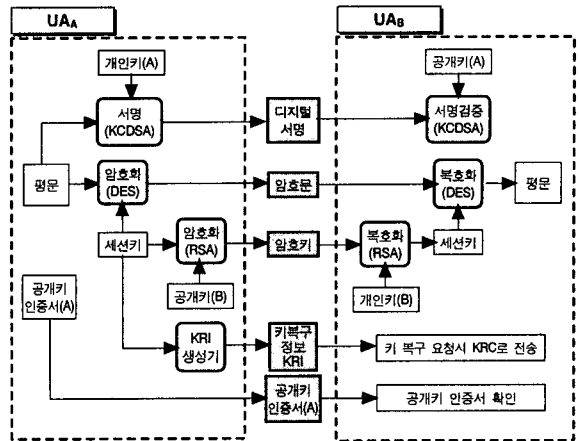 UAA
UAB
개인키(A)
공개키(A)
서명
(KCDSA)
디지털
서명
서명검증
(KCDSA)
평문
암호화
(DES)
암호문
복호화
(DES)
평문
세션키
암호화
(RSA)
암호키
복호화
(RSA)
세션키
공개키
인증서(A)
공개키(B)
개인키(B)
KRI
생성기
키복구
정보
KRI
키 복구 요청시 KRC로 전송
공개키
인증서(A)
공개키 인증서 확인